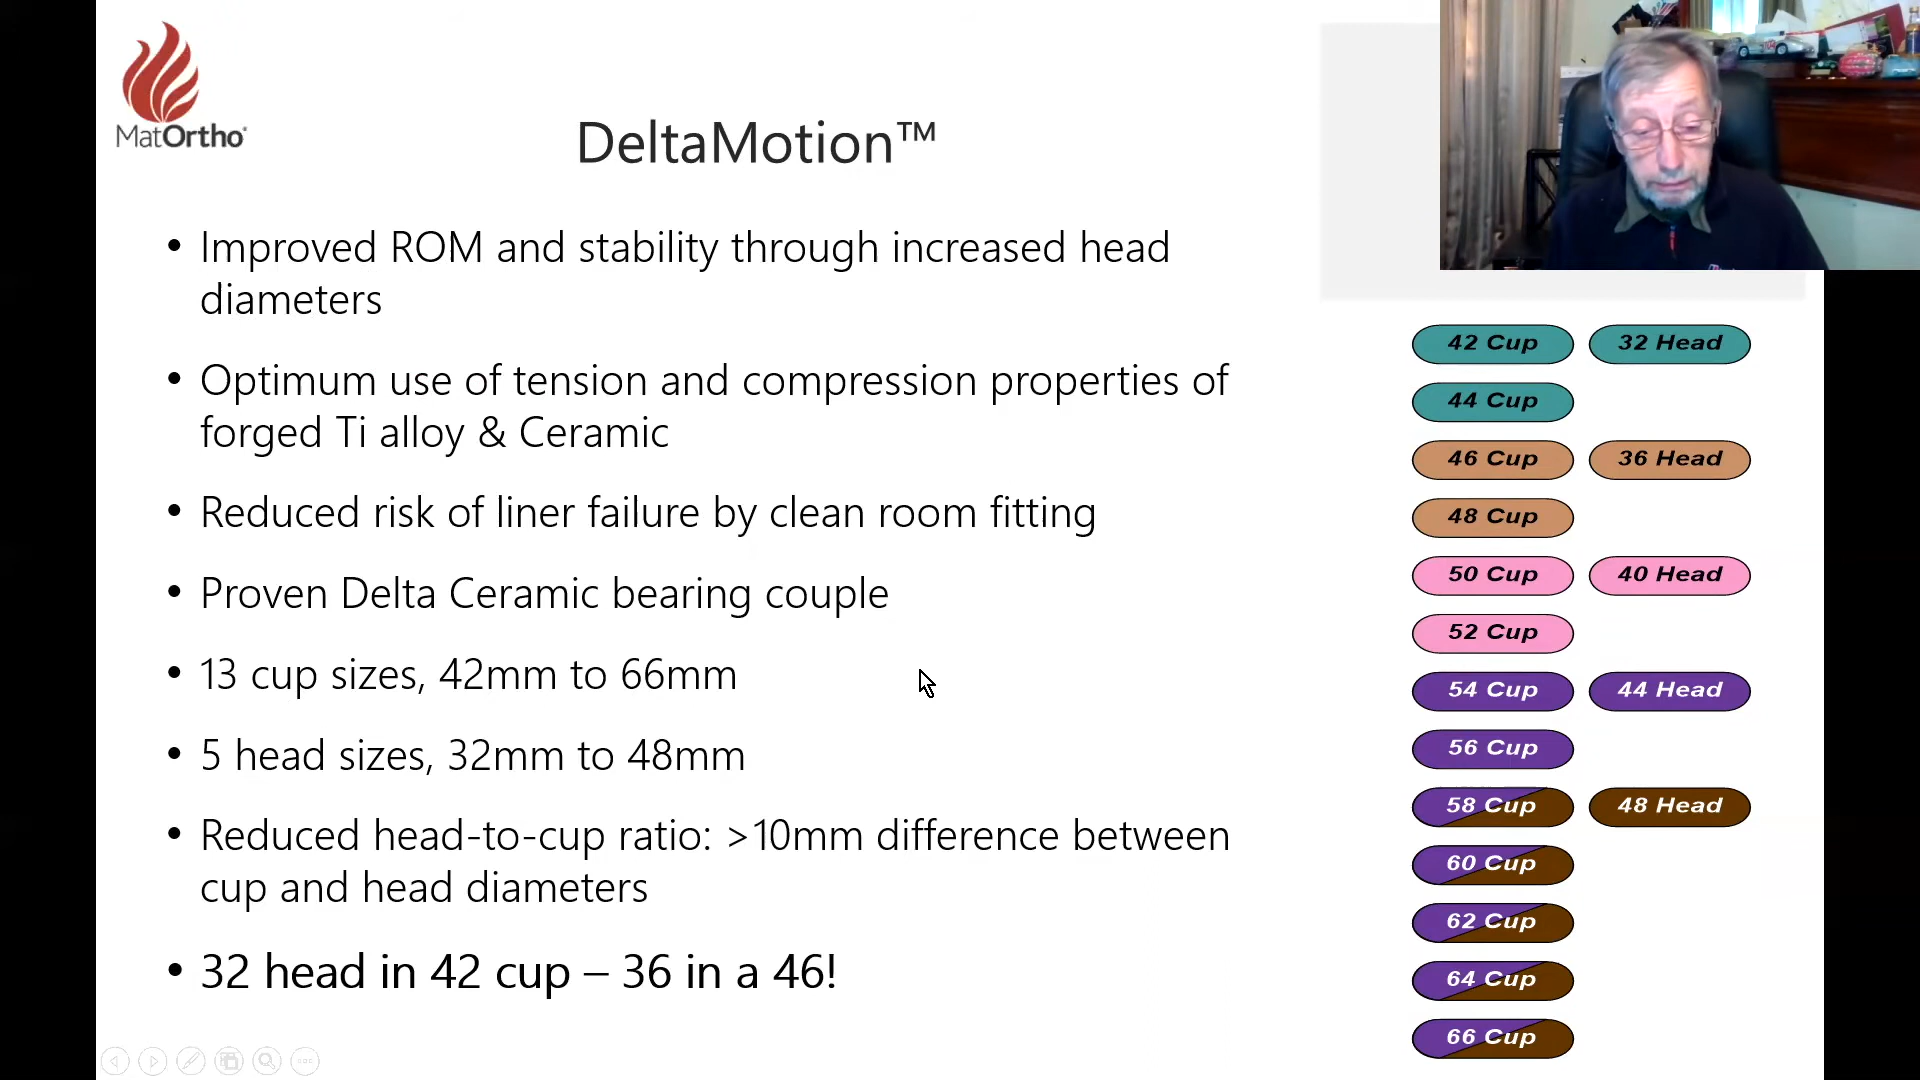 MatOrtho
DeltaMotion™
• Improved ROM and stability through increased head
diameters
• Optimum use of tension and compression properties of
forged Ti alloy & Ceramic
• Reduced risk of liner failure by clean room fitting
• Proven Delta Ceramic bearing couple
• 13 cup sizes, 42mm to 66mm
• 5 head sizes, 32mm to 48mm
• Reduced head-to-cup ratio: >10mm difference between
cup and head diameters
• 32 head in 42 cup – 36 in a 46!
42 Cup 32 Head
44 Cup
46 Cup 36 Head
48 Cup
50 Cup 40 Head
52 Cup
54 Cup 44 Head
56 Cup
58 Cup 48 Head
60 Cup
62 Cup
64 Cup
66 Cup